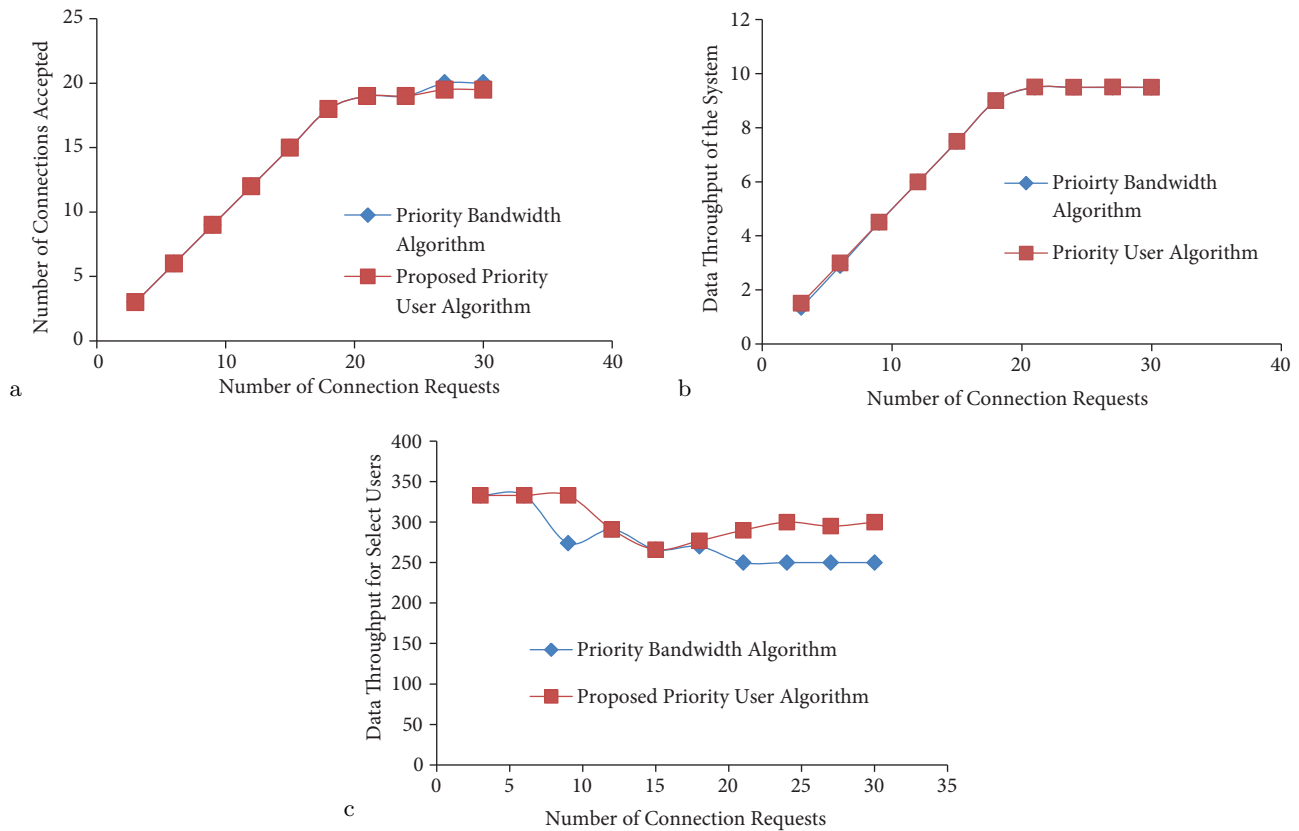 25
20
15
10
5
0
Number of Connections Accepted
Priority Bandwidth
Algorithm
Proposed Priority
User Algorithm
0
10
20
30
40
Number of Connection Requests
a
12
10
8
6
4
2
0
Data Throughput of the System
Prioirty Bandwidth
Algorithm
Priority User Algorithm
0
10
20
30
40
Number of Connection Requests
b
400
350
300
250
200
150
100
50
0
Data Throughput for Select Users
Priority Bandwidth Algorithm
Proposed Priority User Algorithm
0
5
10
15
20
25
30
35
Number of Connection Requests
c